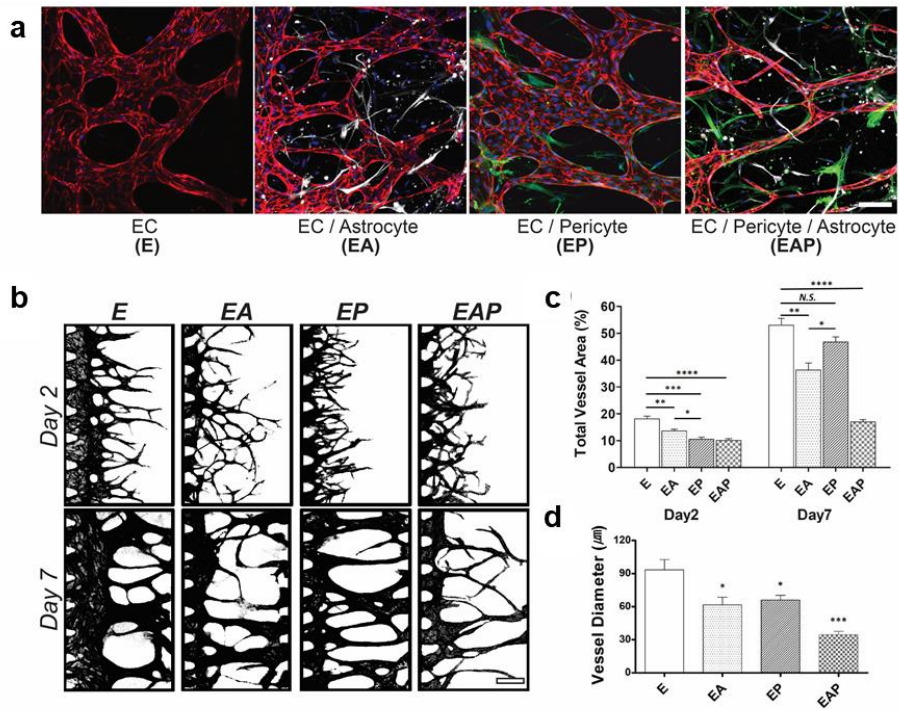 a
EC
(E)
EC / Astrocyte
(EA)
EC / Pericyte
(EP)
EC / Pericyte / Astrocyte
(EAP)
b
E EA EP EAP
Day 2
Day 7
c
Total Vessel Area (%)
60
50
40
30
20
10
0
****
***
**
*
****
N.S.
**
*
E EA EP EAP E EA EP EAP
Day2 Day7
d
Vessel Diameter (㎛)
120
90
60
30
0
* * ***
E EA EP EAP